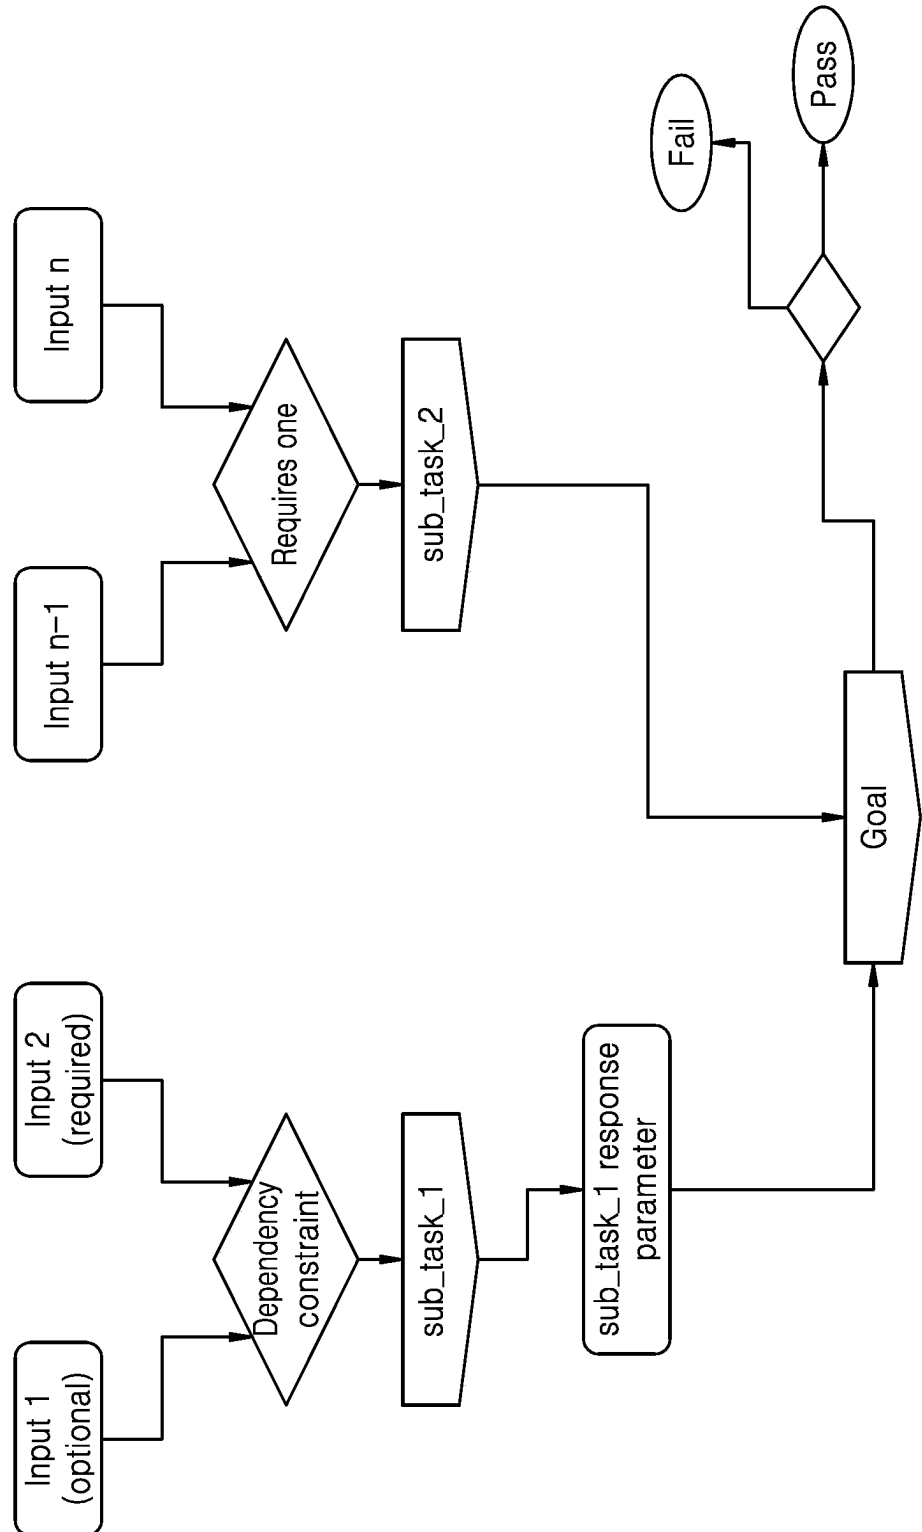 Input 1
(optional)
Input 2
(required)
Input n-1
Input n
Dependency
constraint
Requires one
sub_task_1
sub_task_2
sub_task_1 response
parameter
Goal
Fail
Pass